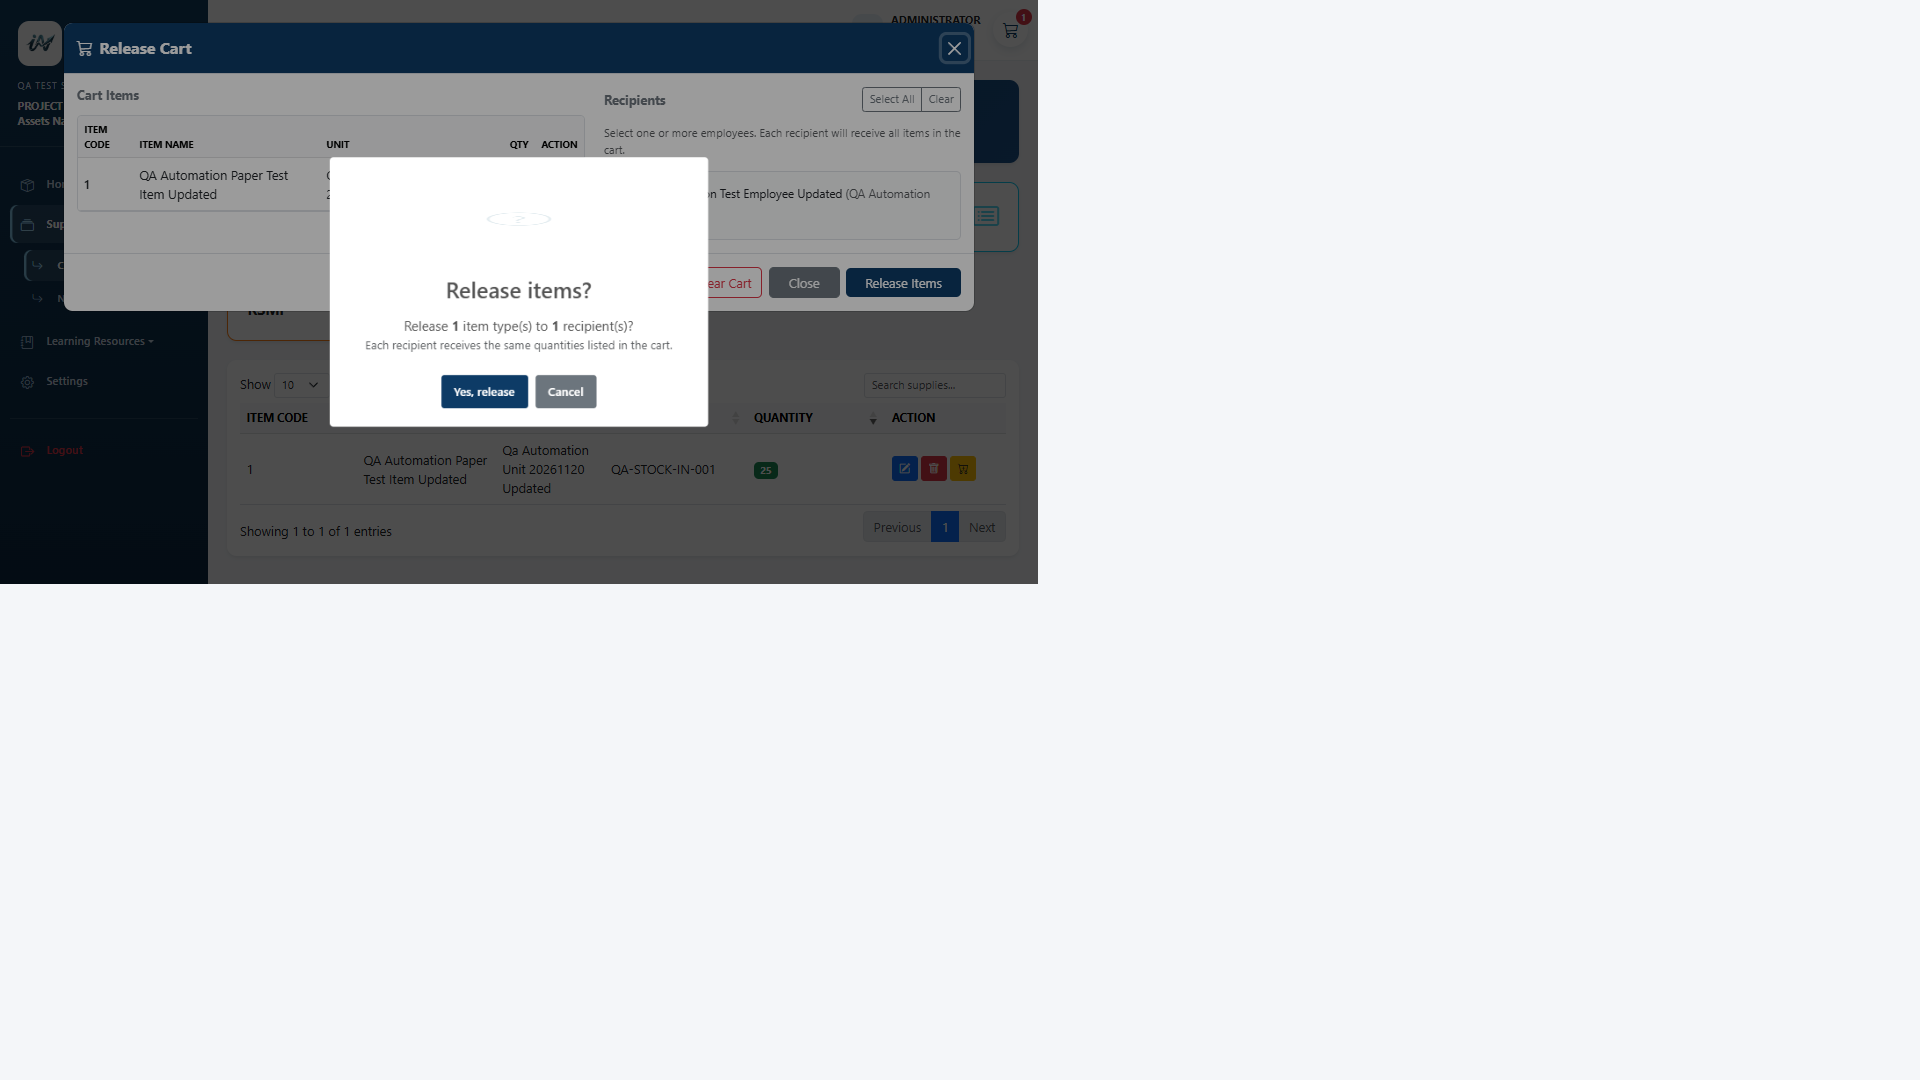 ADMINISTRATOR
1
Release Cart
QA TEST S
PROJECT
Assets Na
Cart Items
Recipients
Select All
Clear
Select one or more employees. Each recipient will receive all items in the cart.
ITEM CODE
ITEM NAME
UNIT
QTY
ACTION
1
QA Automation Paper Test
Item Updated
n Test Employee Updated (QA Automation
Hor
Sup
Learning Resources
Settings
Logout
ear Cart
Close
Release Items
Release items?
Release 1 item type(s) to 1 recipient(s)?
Each recipient receives the same quantities listed in the cart.
Yes, release
Cancel
Show 10
Search supplies...
ITEM CODE
QUANTITY
ACTION
1
QA Automation Paper
Test Item Updated
Qa Automation
Unit 20261120
Updated
QA-STOCK-IN-001
25
Showing 1 to 1 of 1 entries
Previous
1
Next